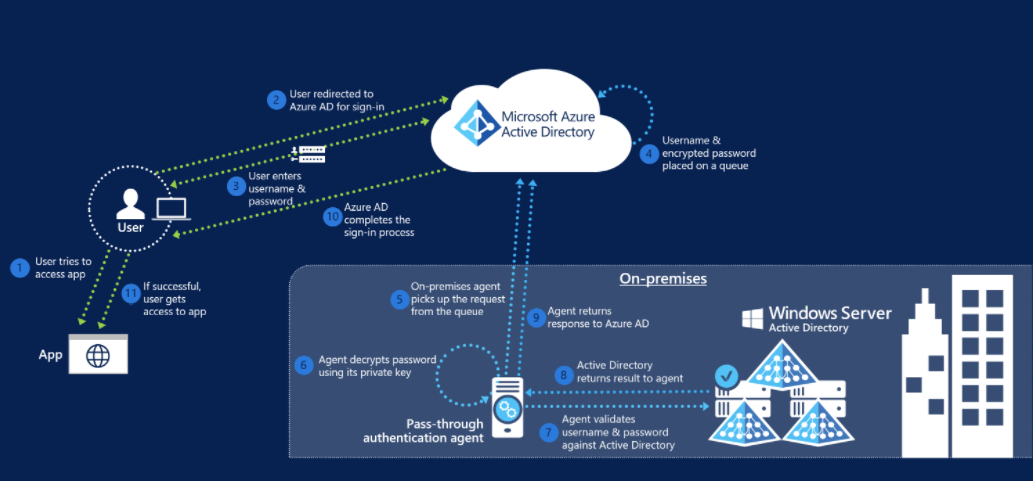 2
User redirected to
Azure AD for sign-in
Microsoft Azure
Active Directory
4
Username &
encrypted password
placed on a queue
3
User enters
username &
password
10
Azure AD
completes the
sign-in process
User
1
User tries to
access app
11
If successful,
user gets
access to app
App
On-premises
5
On-premises agent
picks up the request
from the queue
9
Agent returns
response to Azure AD
Windows Server
Active Directory
6
Agent decrypts password
using its private key
8
Active Directory
returns result to agent
Pass-through
authentication agent
7
Agent validates
username & password
against Active Directory